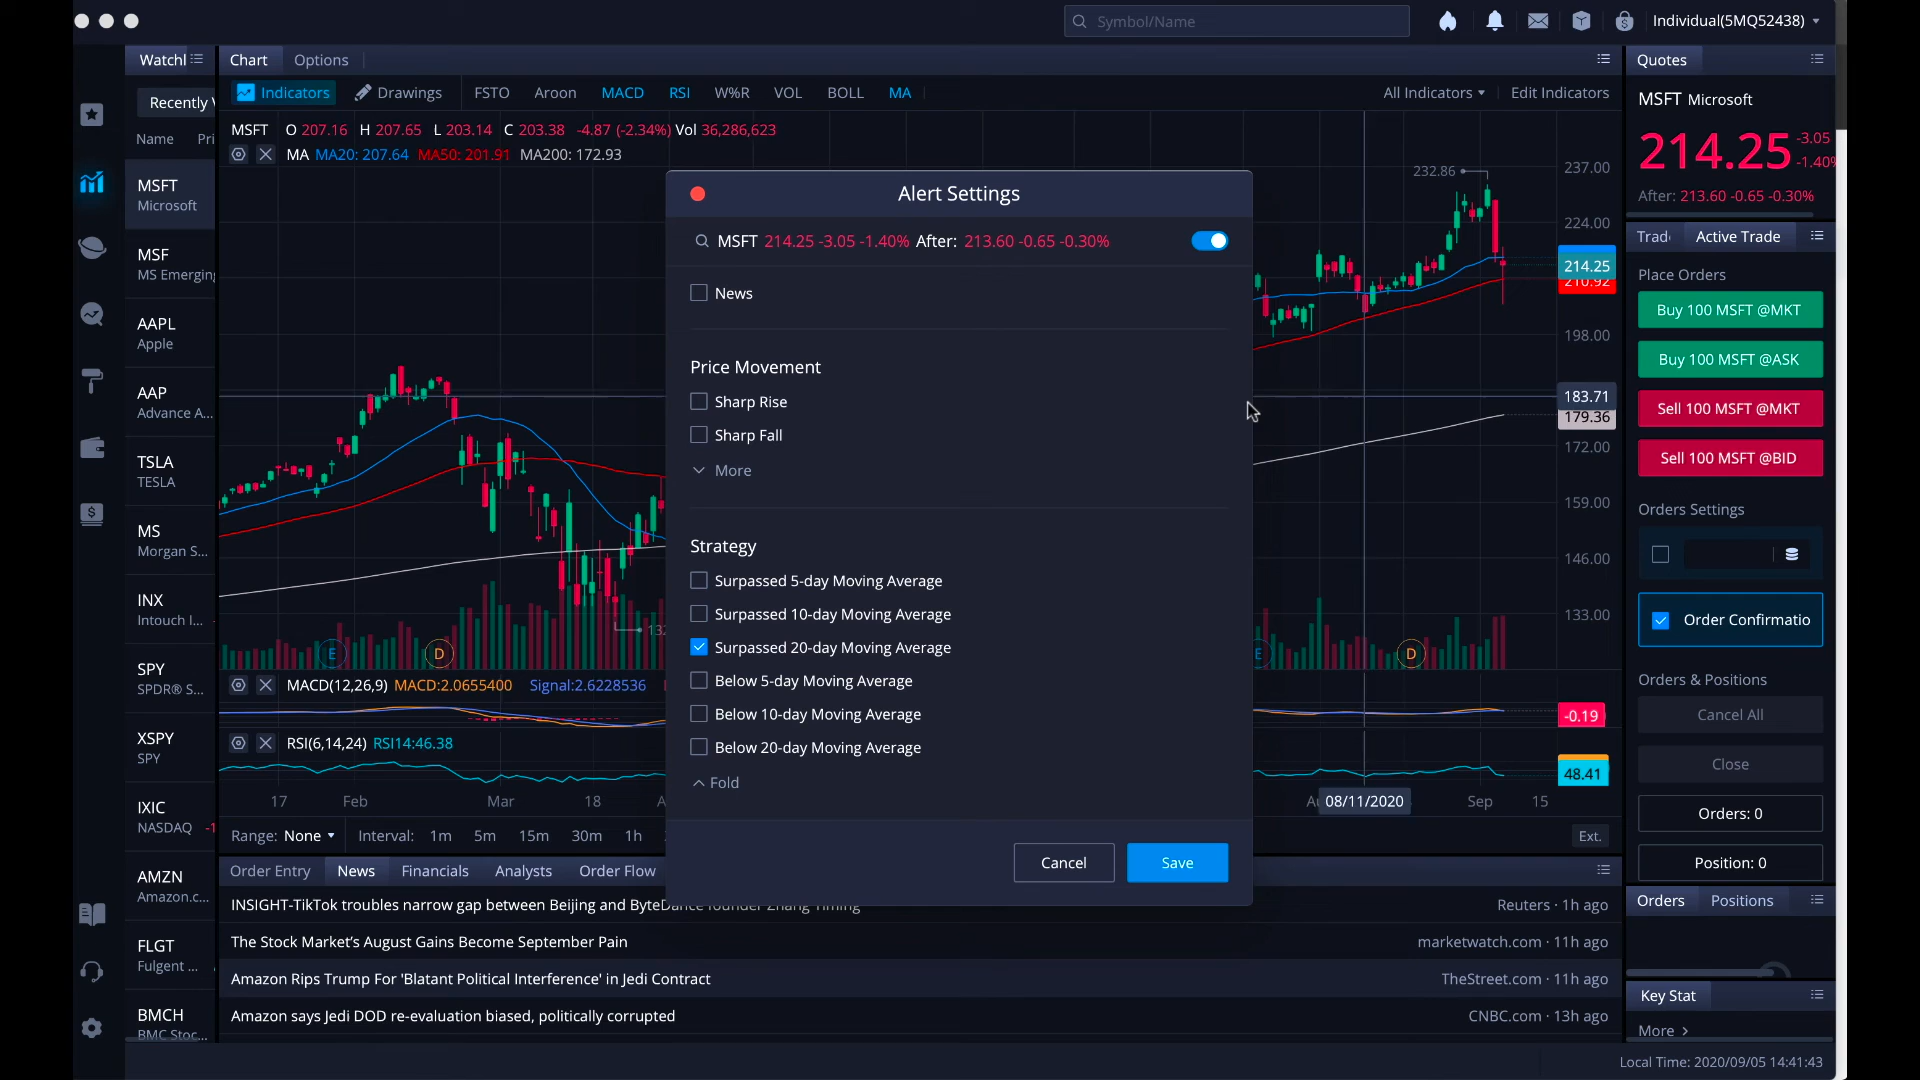 Symbol/Name
Individual(5MQ52438)
Watchl
Chart
Options
Quotes
Recently
Indicators
Drawings
FSTO
Aroon
MACD
RSI
W%R
VOL
BOLL
MA
All Indicators
Edit Indicators
MSFT Microsoft
Name Pri
MSFT O 207.16 H 207.65 L 203.14 C 203.38 -4.87 (-2.34%) Vol 36,286,623
MA MA20: 207.64 MA50: 201.91 MA200: 172.93
214.25
-3.05
-1.40%
After: 213.60 -0.65 -0.30%
MSFT
Microsoft
MSF
MS Emerging
AAPL
Apple
AAP
Advance A...
TSLA
TESLA
MS
Morgan S...
INX
Intouch I...
SPY
SPDR® S...
XSPY
SPY
IXIC
NASDAQ -1
AMZN
Amazon.c...
FLGT
Fulgent ...
BMCH
BMC Stoc...
Alert Settings
MSFT 214.25 -3.05 -1.40% After: 213.60 -0.65 -0.30%
News
Price Movement
Sharp Rise
Sharp Fall
More
Strategy
Surpassed 5-day Moving Average
Surpassed 10-day Moving Average
Surpassed 20-day Moving Average
Below 5-day Moving Average
Below 10-day Moving Average
Below 20-day Moving Average
Fold
Cancel
Save
232.86
237.00
224.00
214.25
210.92
198.00
183.71
179.36
172.00
159.00
146.00
133.00
E
D
E
D
MACD(12,26,9) MACD:2.0655400 Signal:2.6228536
-0.19
RSI(6,14,24) RSI14:46.38
48.41
17
Feb
Mar
18
08/11/2020
Sep
15
Range: None
Interval: 1m 5m 15m 30m 1h
Ext.
Order Entry
News
Financials
Analysts
Order Flow
INSIGHT-TikTok troubles narrow gap between Beijing and ByteDance founder Zhang Yiming
Reuters · 1h ago
The Stock Market’s August Gains Become September Pain
marketwatch.com · 11h ago
Amazon Rips Trump For 'Blatant Political Interference' in Jedi Contract
TheStreet.com · 11h ago
Amazon says Jedi DOD re-evaluation biased, politically corrupted
CNBC.com · 13h ago
Trad
Active Trade
Place Orders
Buy 100 MSFT @MKT
Buy 100 MSFT @ASK
Sell 100 MSFT @MKT
Sell 100 MSFT @BID
Orders Settings
Order Confirmatio
Orders & Positions
Cancel All
Close
Orders: 0
Position: 0
Orders
Positions
Key Stat
More
Local Time: 2020/09/05 14:41:43